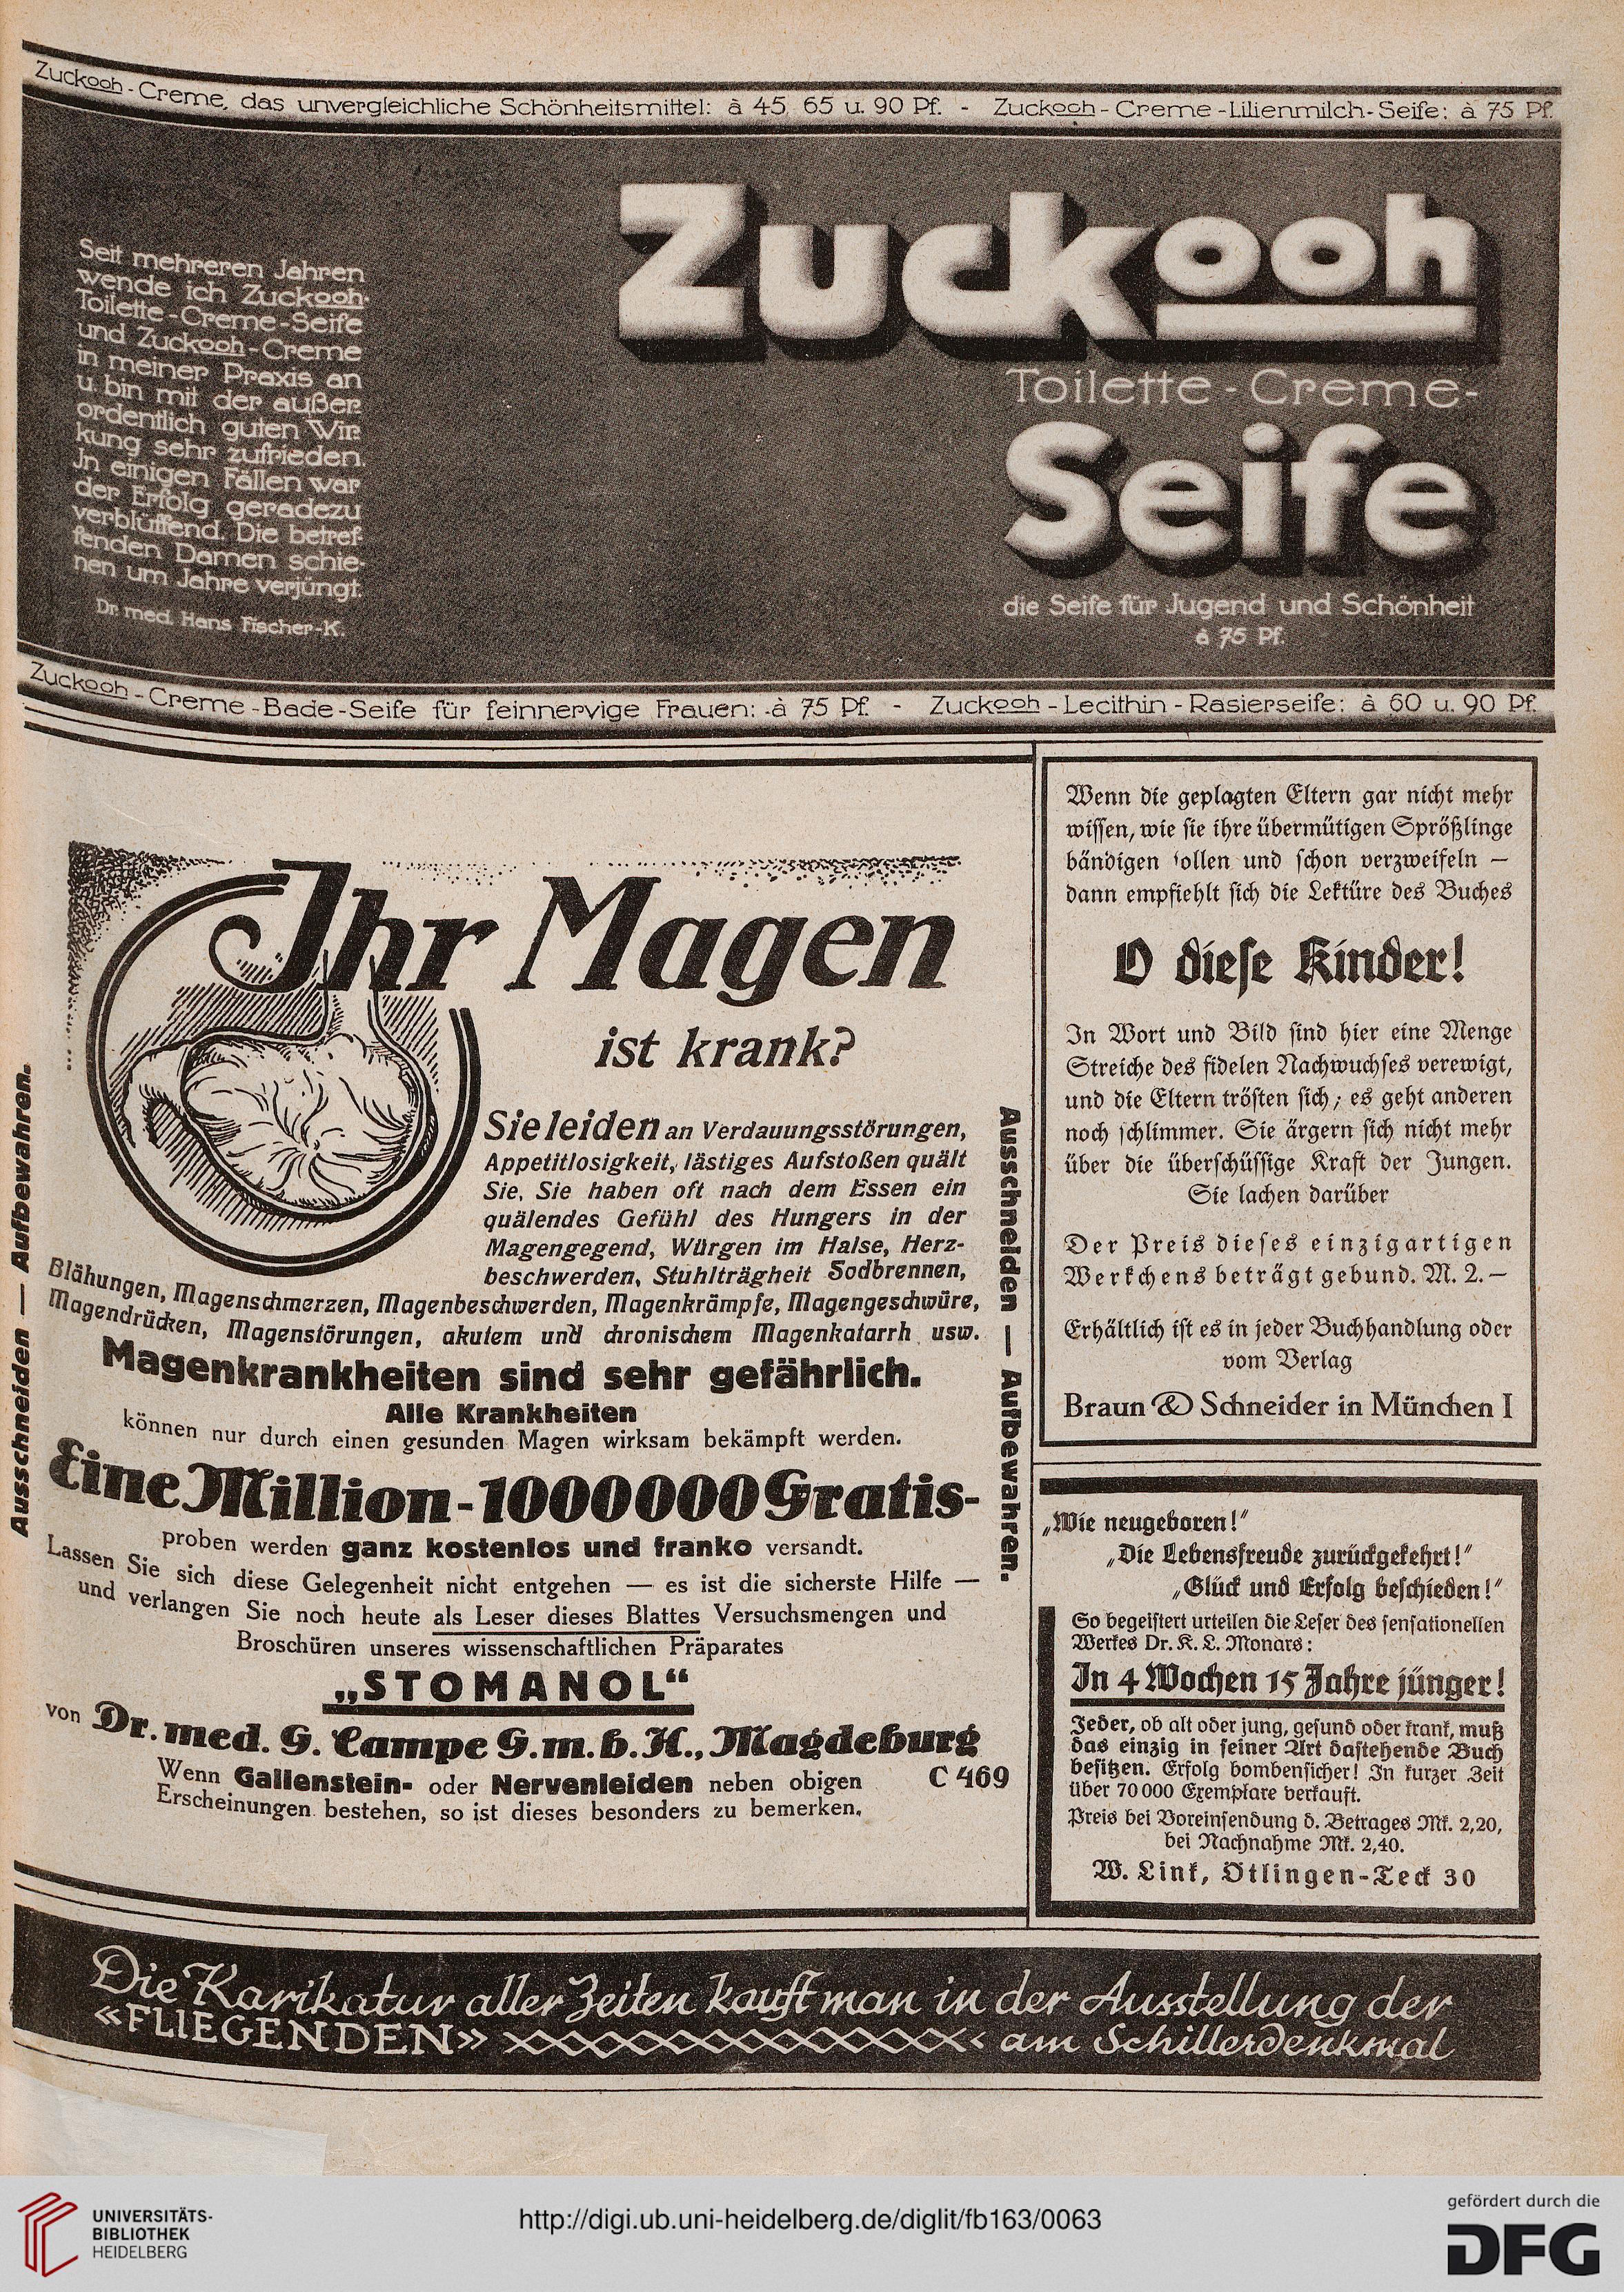 Zuckooh-Creme, das unvergleichliche Schönheitsmittel: à 45, 65 u. 90 Pf. - Zuckooh-Creme-Lilienmilch-Seife: à 75 Pf.
Seit mehreren Jahren
wende ich Zuckooh-
Toilette-Creme-Seife
und Zuckooh-Creme
in meiner Praxis an
u. bin mit der außer
ordentlich guten Wir
kung sehr zufrieden.
In einigen Fällen war
der Erfolg geradezu
verblüffend. Die betref-
fenden Damen schie-
nen um Jahre verjüngt.
Dr. med. Hans Fischer-K.
Zuckooh
Toilette-Creme-
Seife
die Seife für Jugend und Schönheit
à 75 Pf.
Zuckooh-Creme-Bade-Seife für feinnervige Frauen: à 75 Pf. - Zuckooh-Lecithin-Rasierseife: à 60 u. 90 Pf.
Ausschneiden — Aufbewahren.
Ihr Magen
ist krank?
Sie leiden an Verdauungsstörungen,
Appetitlosigkeit, lästiges Aufstoßen quält
Sie, Sie haben oft nach dem Essen ein
quälendes Gefühl des Hungers in der
Magengegend, Würgen im Halse, Herz-
beschwerden, Stuhlträgheit Sodbrennen,
Blähungen, Magenschmerzen, Magenbeschwerden, Magenkrämpfe, Magengeschwüre,
Magendrücken, Magenstörungen, akutem und chronischem Magenkatarrh usw.
Magenkrankheiten sind sehr gefährlich.
Alle Krankheiten
können nur durch einen gesunden Magen wirksam bekämpft werden.
Eine Million-1000000 Gratis-
proben werden ganz kostenlos und franko versandt.
Lassen Sie sich diese Gelegenheit nicht entgehen — es ist die sicherste Hilfe —
und verlangen Sie noch heute als Leser dieses Blattes Versuchsmengen und
Broschüren unseres wissenschaftlichen Präparates
„STOMANOL“
von Dr. med. G. Campe G.m.b.H., Magdeburg
Wenn Gallenstein- oder Nervenleiden neben obigen C 469
Erscheinungen bestehen, so ist dieses besonders zu bemerken.
Ausschneiden — Aufbewahren.
Wenn die geplagten Eltern gar nicht mehr
wissen, wie sie ihre übermütigen Sprößlinge
bändigen sollen und schon verzweifeln —
dann empfiehlt sich die Lektüre des Buches
O diese Kinder!
In Wort und Bild sind hier eine Menge
Streiche des fidelen Nachwuchses verewigt,
und die Eltern trösten sich; es geht anderen
noch schlimmer. Sie ärgern sich nicht mehr
über die überschüssige Kraft der Jungen.
Sie lachen darüber
Der Preis dieses einzigartigen
Werkchens beträgt gebund. M. 2.—
Erhältlich ist es in jeder Buchhandlung oder
vom Verlag
Braun & Schneider in München I
„Wie neugeboren!“
„Die Lebensfreude zurückgekehrt!“
„Glück und Erfolg beschieden!“
So begeistert urteilen die Leser des sensationellen
Werkes Dr. K. L. Monars:
In 4 Wochen 15 Jahre jünger!
Jeder, ob alt oder jung, gesund oder krank, muß
das einzig in seiner Art dastehende Buch
besitzen. Erfolg bombensicher! In kurzer Zeit
über 70000 Exemplare verkauft.
Preis bei Voreinsendung d. Betrages Mk. 2,20,
bei Nachnahme Mk. 2,40.
W. Link, Ötlingen-Teck 30
Die Karikatur aller Zeiten kauft man in der Ausstellung der
«FLIEGENDEN» am Schillerdenkmal
UNIVERSITÄTS-
BIBLIOTHEK
HEIDELBERG
http://digi.ub.uni-heidelberg.de/diglit/fb163/0063
gefördert durch die
DFG